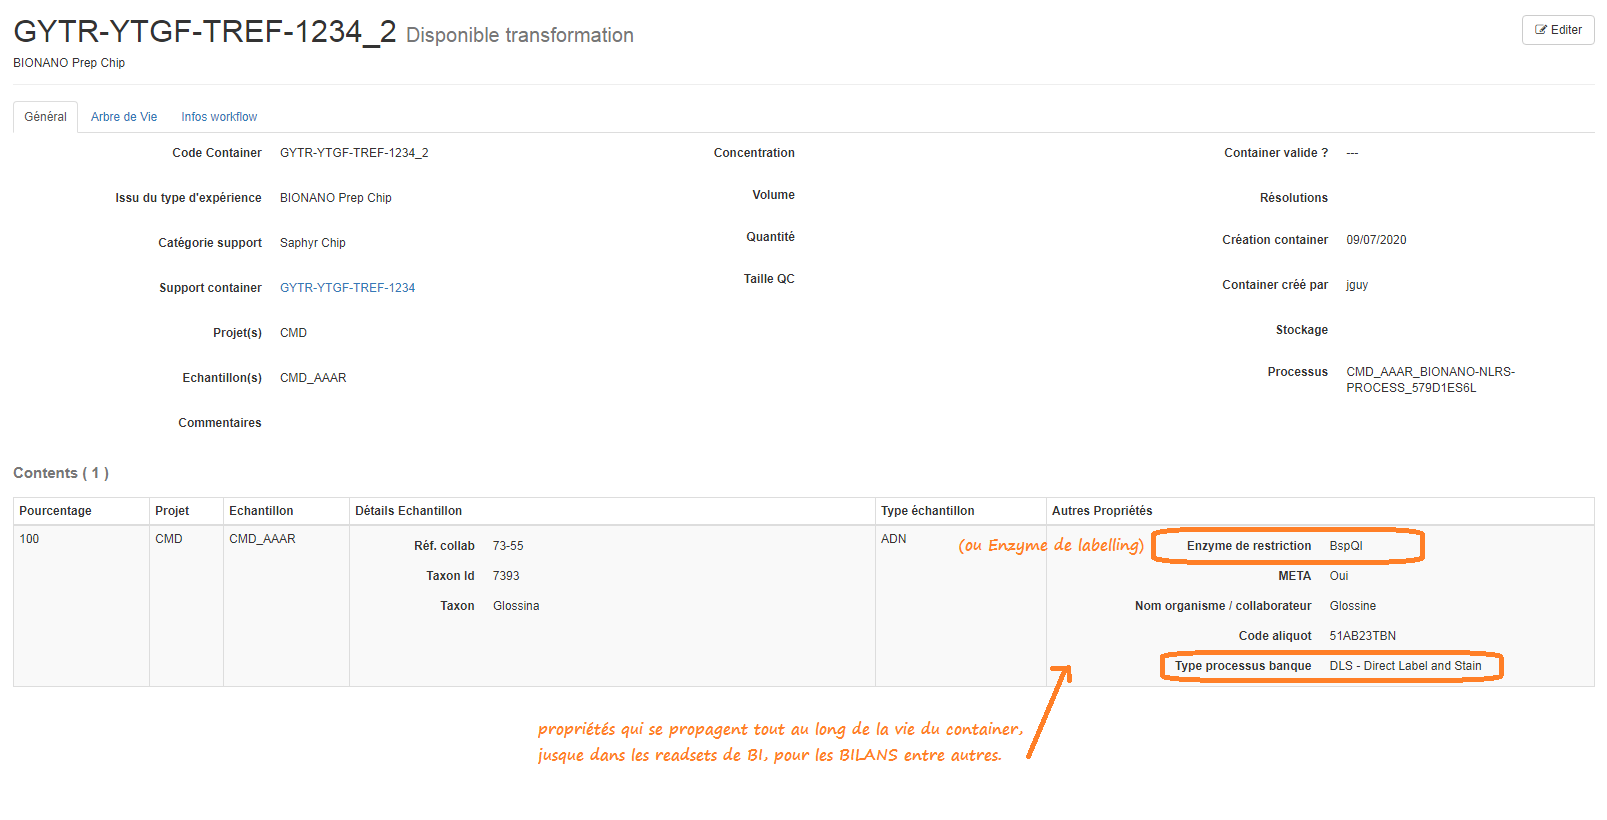 GYTR-YTGF-TREF-1234_2 Disponible transformation
Editer
BIONANO Prep Chip
Général Arbre de Vie Infos workflow
Code Container GYTR-YTGF-TREF-1234_2
Issu du type d'expérience BIONANO Prep Chip
Catégorie support Saphyr Chip
Support container GYTR-YTGF-TREF-1234
Projet(s) CMD
Echantillon(s) CMD_AAAR
Commentaires
Concentration
Volume
Quantité
Taille QC
Container valide ? ---
Résolutions
Création container 09/07/2020
Container créé par jguy
Stockage
Processus CMD_AAAR_BIONANO-NLRS-
PROCESS_579D1ES6L
Contents ( 1 )
Pourcentage Projet Echantillon Détails Echantillon Type échantillon Autres Propriétés
100 CMD CMD_AAAR
Réf. collab 73-55
Taxon Id 7393
Taxon Glossina
ADN
(ou Enzyme de labelling)
Enzyme de restriction BspQI
META Oui
Nom organisme / collaborateur Glossine
Code aliquot 51AB23TBN
Type processus banque DLS - Direct Label and Stain
propriétés qui se propagent tout au long de la vie du container,
jusque dans les readsets de BI, pour les BILANS entre autres.